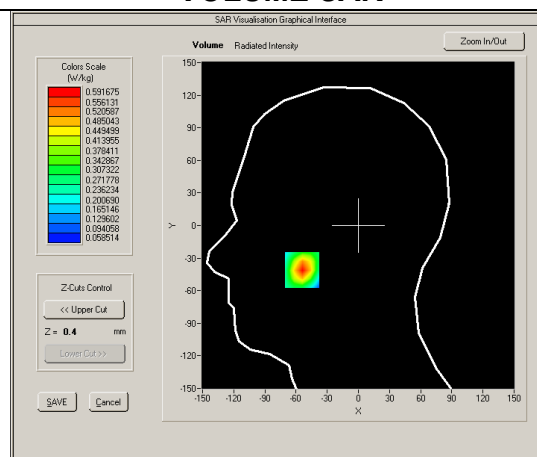 SAR Visualisation Graphical Interface
Volume Radiated Intensity
Zoom In/Out
Colors Scale
(W/kg)
0.591675
0.556131
0.520587
0.485043
0.449499
0.413955
0.378411
0.342867
0.307322
0.271778
0.236234
0.200690
0.165146
0.129602
0.094058
0.058514
Z-Cuts Control
<< Upper Cut
Z = 0.4 mm
Lower Cut >>
SAVE Cancel
150
120
90
60
30
0
-30
-60
-90
-120
-150
Y
-150 -120 -90 -60 -30 0 30 60 90 120 150
X